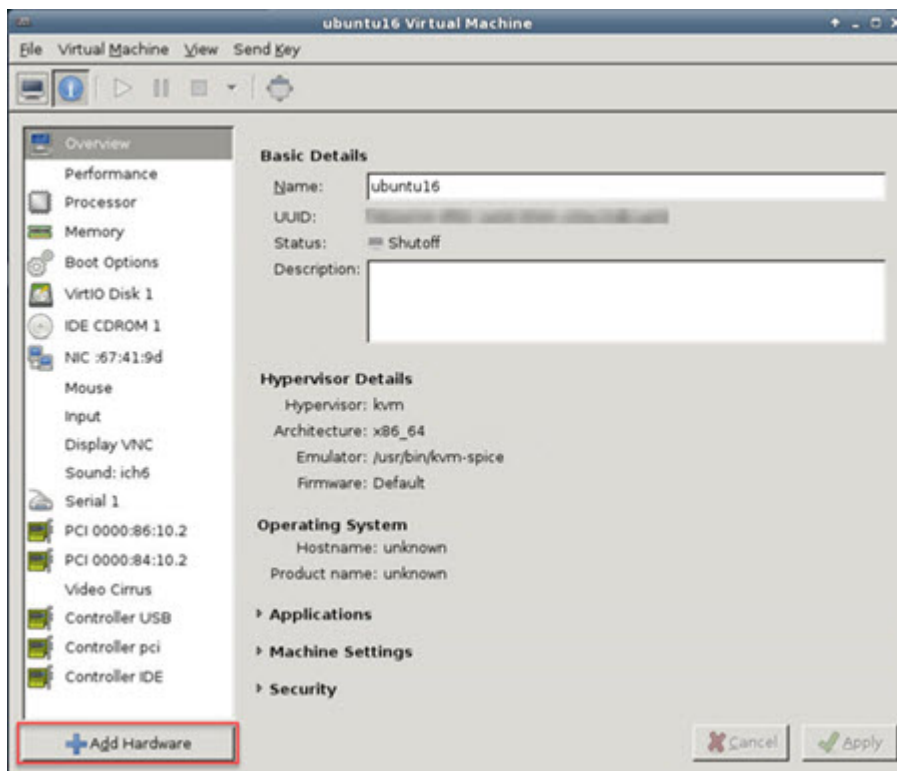 ubuntu16 Virtual Machine
File Virtual Machine View Send Key
Overview
Performance
Processor
Memory
Boot Options
VirtIO Disk 1
IDE CDROM 1
NIC :67:41:9d
Mouse
Input
Display VNC
Sound: ich6
Serial 1
PCI 0000:86:10.2
PCI 0000:84:10.2
Video Cirrus
Controller USB
Controller pci
Controller IDE
Add Hardware
Basic Details
Name: ubuntu16
UUID:
Status: Shutoff
Description:
Hypervisor Details
Hypervisor: kvm
Architecture: x86_64
Emulator: /usr/bin/kvm-spice
Firmware: Default
Operating System
Hostname: unknown
Product name: unknown
Applications
Machine Settings
Security
Cancel Apply